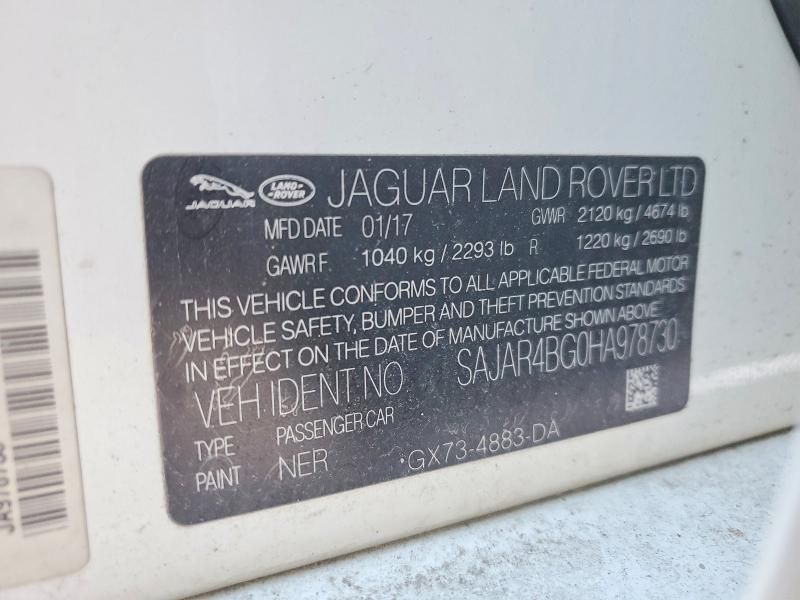 JAGUAR LAND-ROVER JAGUAR LAND ROVER LTD
MFD DATE 01/17 GVWR 2120 kg / 4674 lb
GAWR F 1040 kg / 2293 lb R 1220 kg / 2690 lb
THIS VEHICLE CONFORMS TO ALL APPLICABLE FEDERAL MOTOR
VEHICLE SAFETY, BUMPER AND THEFT PREVENTION STANDARDS
IN EFFECT ON THE DATE OF MANUFACTURE SHOWN ABOVE.
VEH IDENT NO SAJAR4BG0HA978730
TYPE PASSENGER CAR
PAINT NER GX73-4883-DA